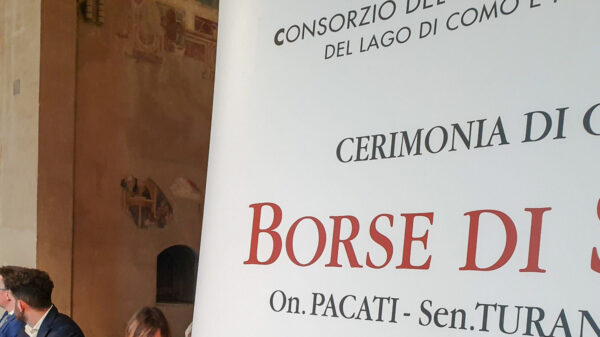 CONSORZIO DEL
DEL LAGO DI COMO E
CERIMONIA DI
BORSE DI
On. PACATI - Sen. TURAN